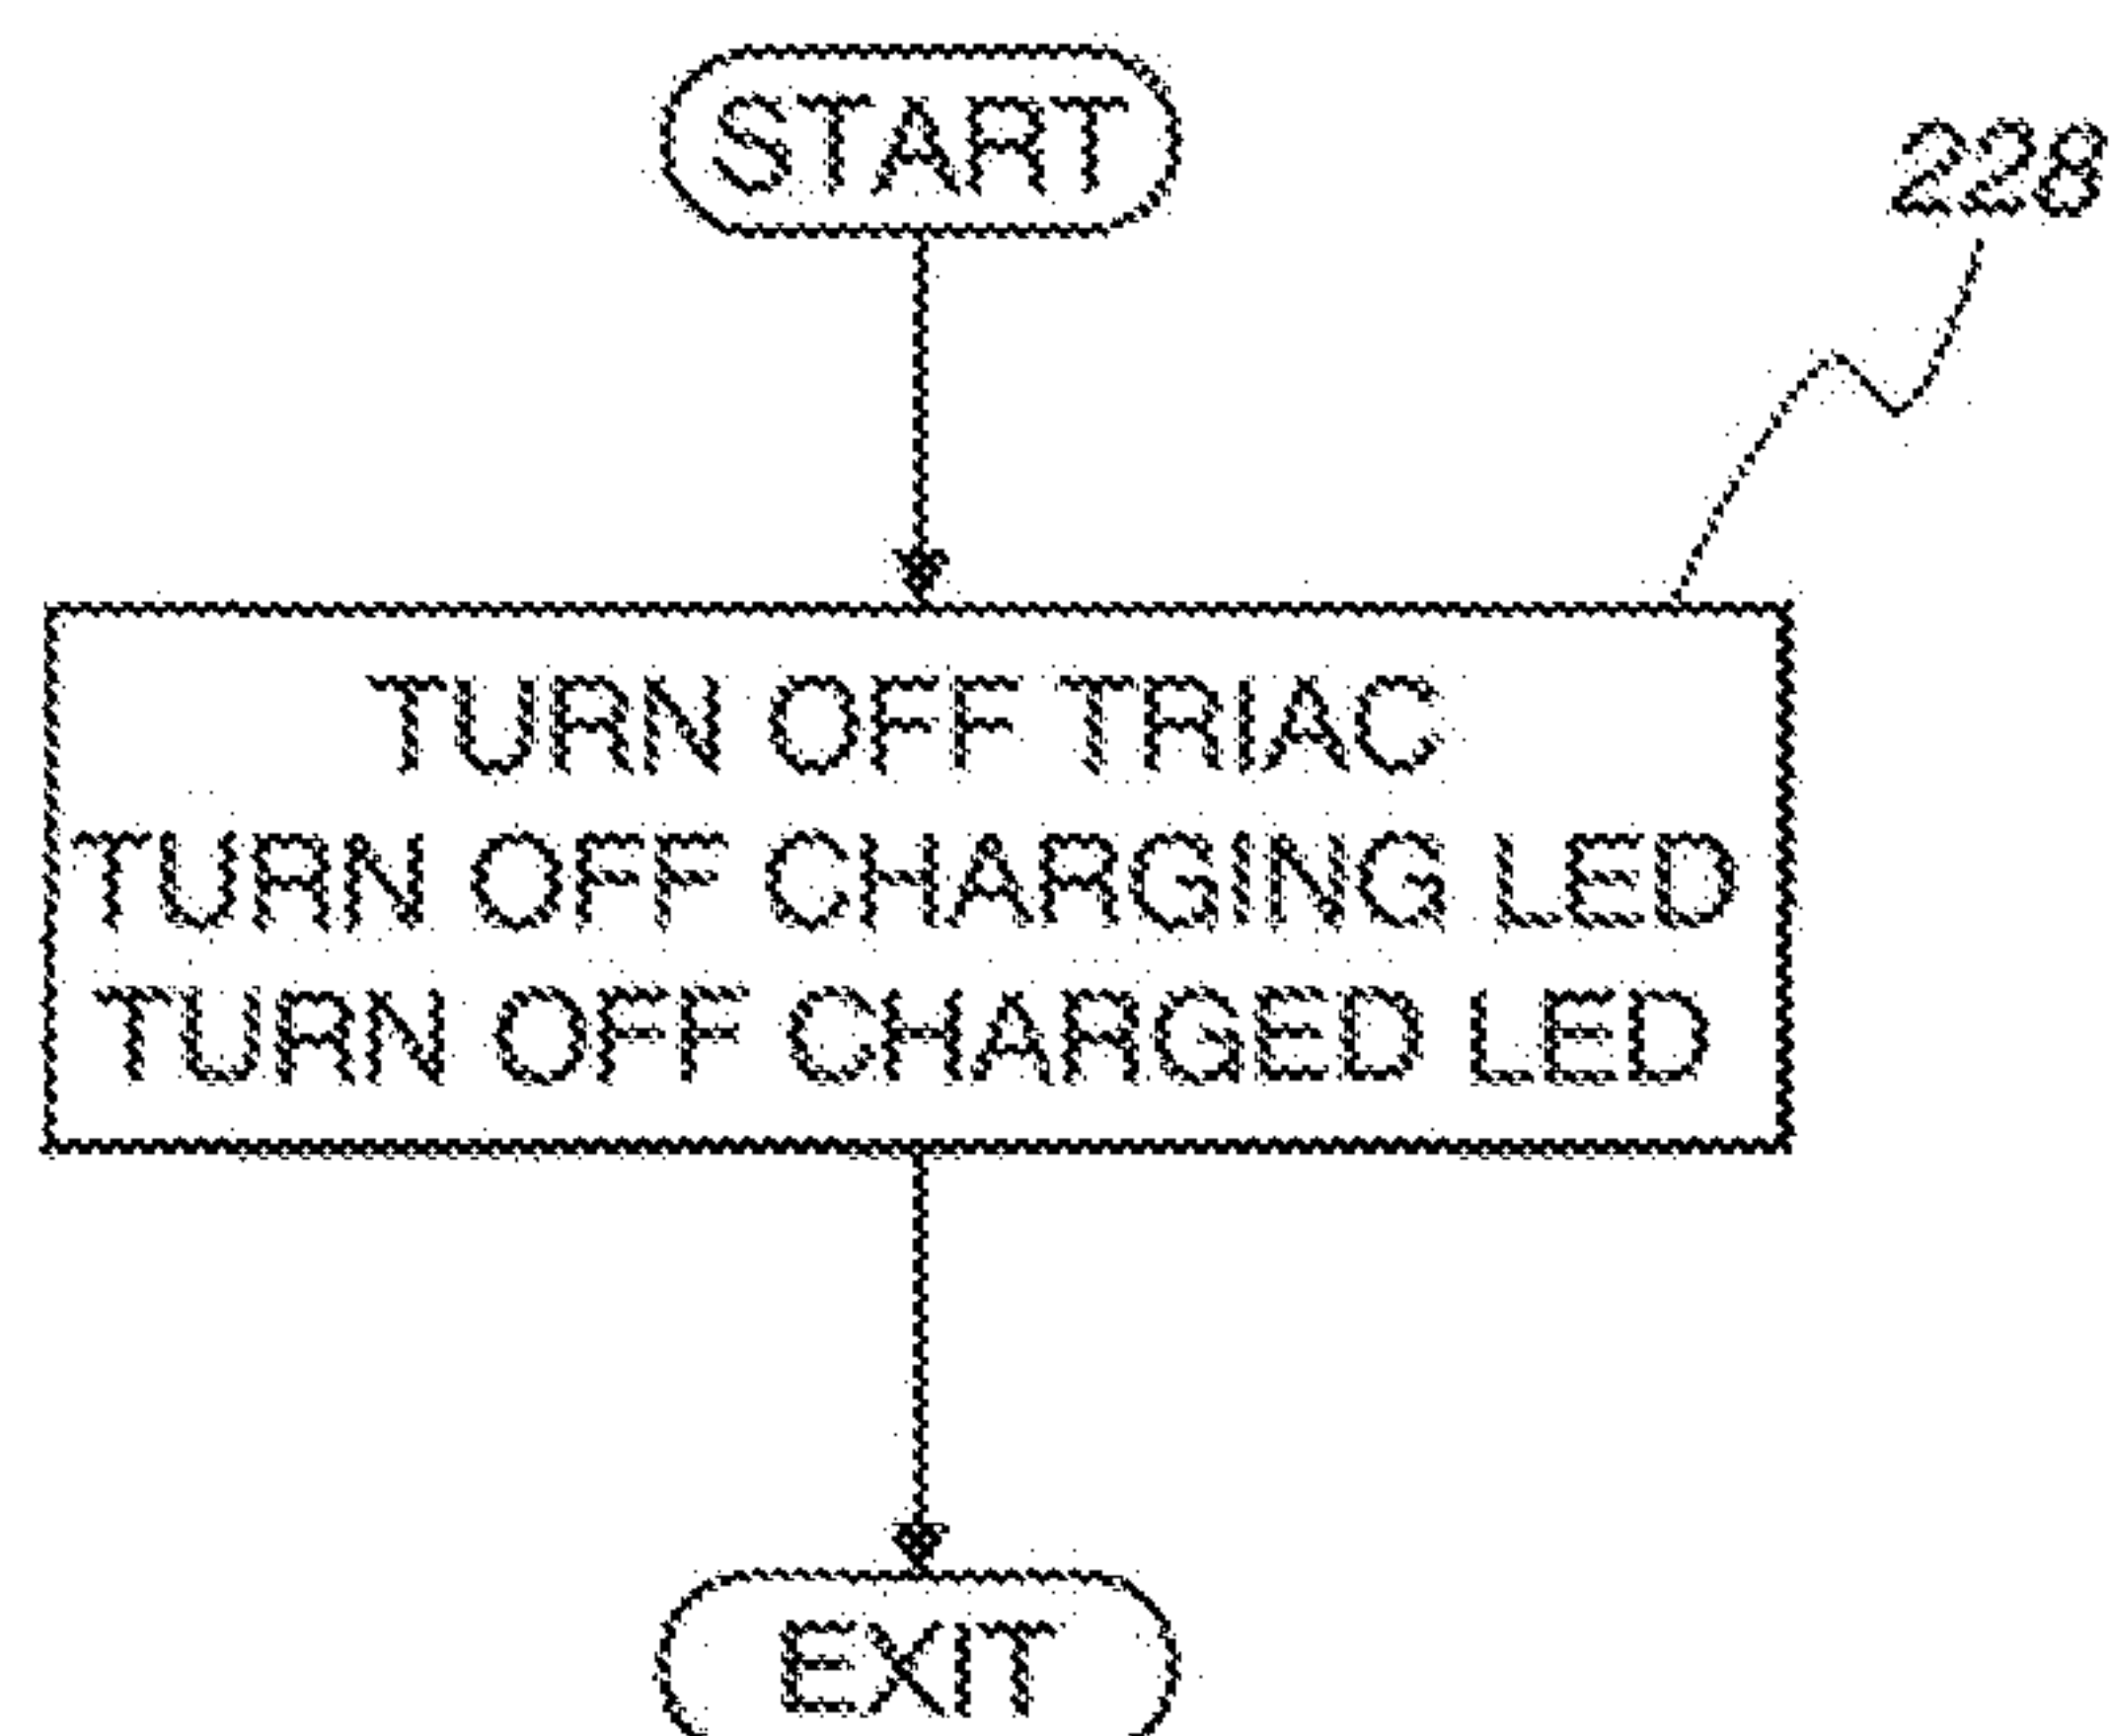 START
228
TURN OFF TRIAC
TURN OFF CHARGING LED
TURN OFF CHARGED LED
EXIT